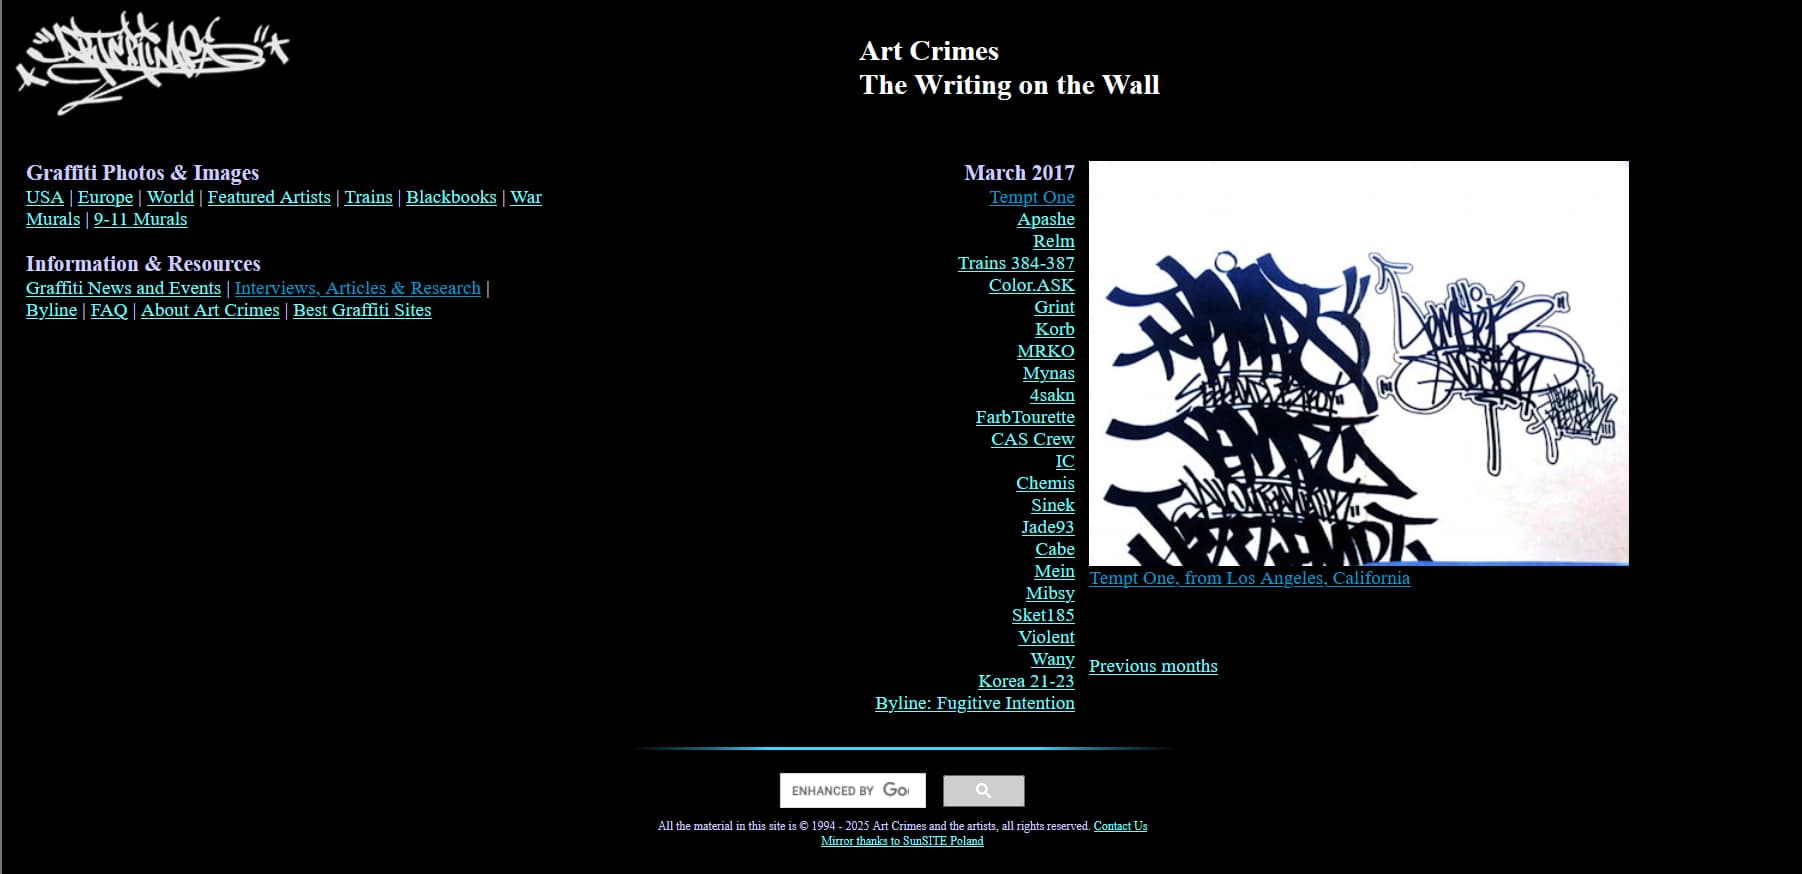 ARTCRIMES
Art Crimes
The Writing on the Wall
Graffiti Photos & Images
USA | Europe | World | Featured Artists | Trains | Blackbooks | War
Murals | 9-11 Murals
Information & Resources
Graffiti News and Events | Interviews, Articles & Research |
Byline | FAQ | About Art Crimes | Best Graffiti Sites
March 2017
Tempt One
Apashe
Relm
Trains 384-387
Color.ASK
Grint
Korb
MRKO
Mynas
4sakn
FarbTourette
CAS Crew
IC
Chemis
Sinek
Jade93
Cabe
Mein
Mibsy
Sket185
Violent
Wany
Korea 21-23
Byline: Fugitive Intention
Tempt One, from Los Angeles, California
Previous months
ENHANCED BY
All the material in this site is © 1994 - 2025 Art Crimes and the artists, all rights reserved. Contact Us
Mirror thanks to SunSITE Poland